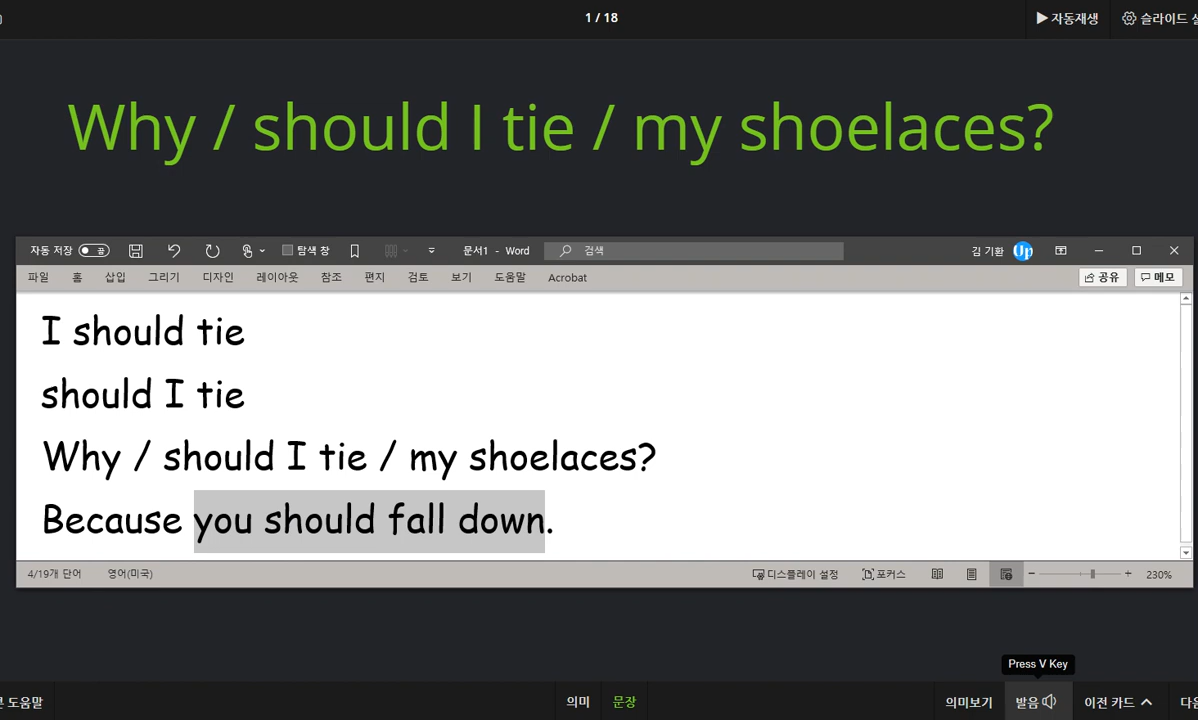 1 / 18
▶ 자동재생
슬라이드
Why / should I tie / my shoelaces?
자동 저장 끔
탐색 창
문서1 - Word
검색
김 기환
Up
파일 홈 삽입 그리기 디자인 레이아웃 참조 편지 검토 보기 도움말 Acrobat
공유 메모
I should tie
should I tie
Why / should I tie / my shoelaces?
Because you should fall down.
4/19개 단어 영어(미국)
디스플레이 설정 포커스 230%
Press V Key
도움말
의미 문장
의미보기 발음 이전 카드